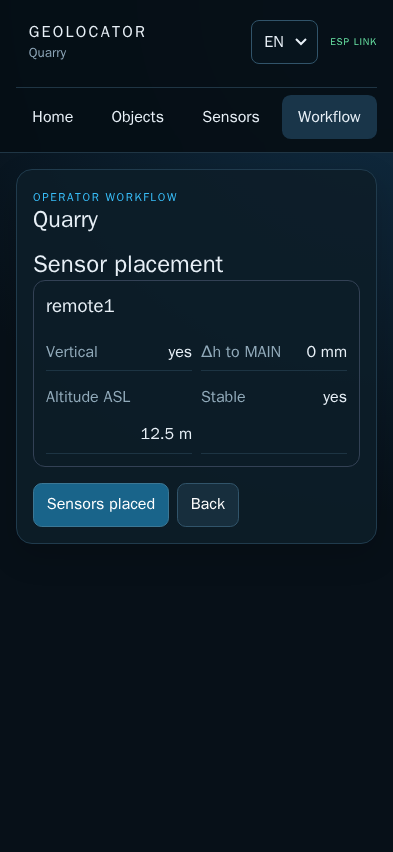 GEOLOCATOR
Quarry
EN
ESP LINK
Home Objects Sensors Workflow
OPERATOR WORKFLOW
Quarry
Sensor placement
remote1
Vertical yes Δh to MAIN 0 mm
Altitude ASL Stable yes
12.5 m
Sensors placed Back